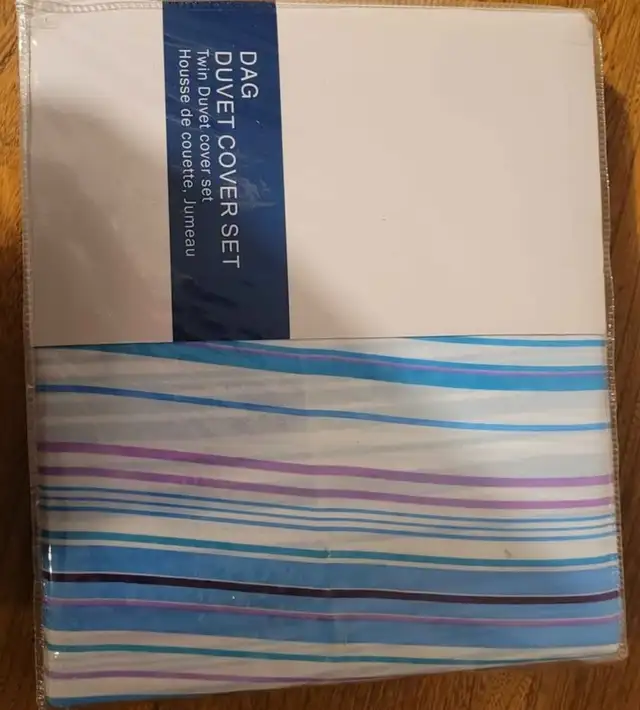 DAG
DUVET COVER SET
Twin Duvet cover set
Housse de couette, Jumeau